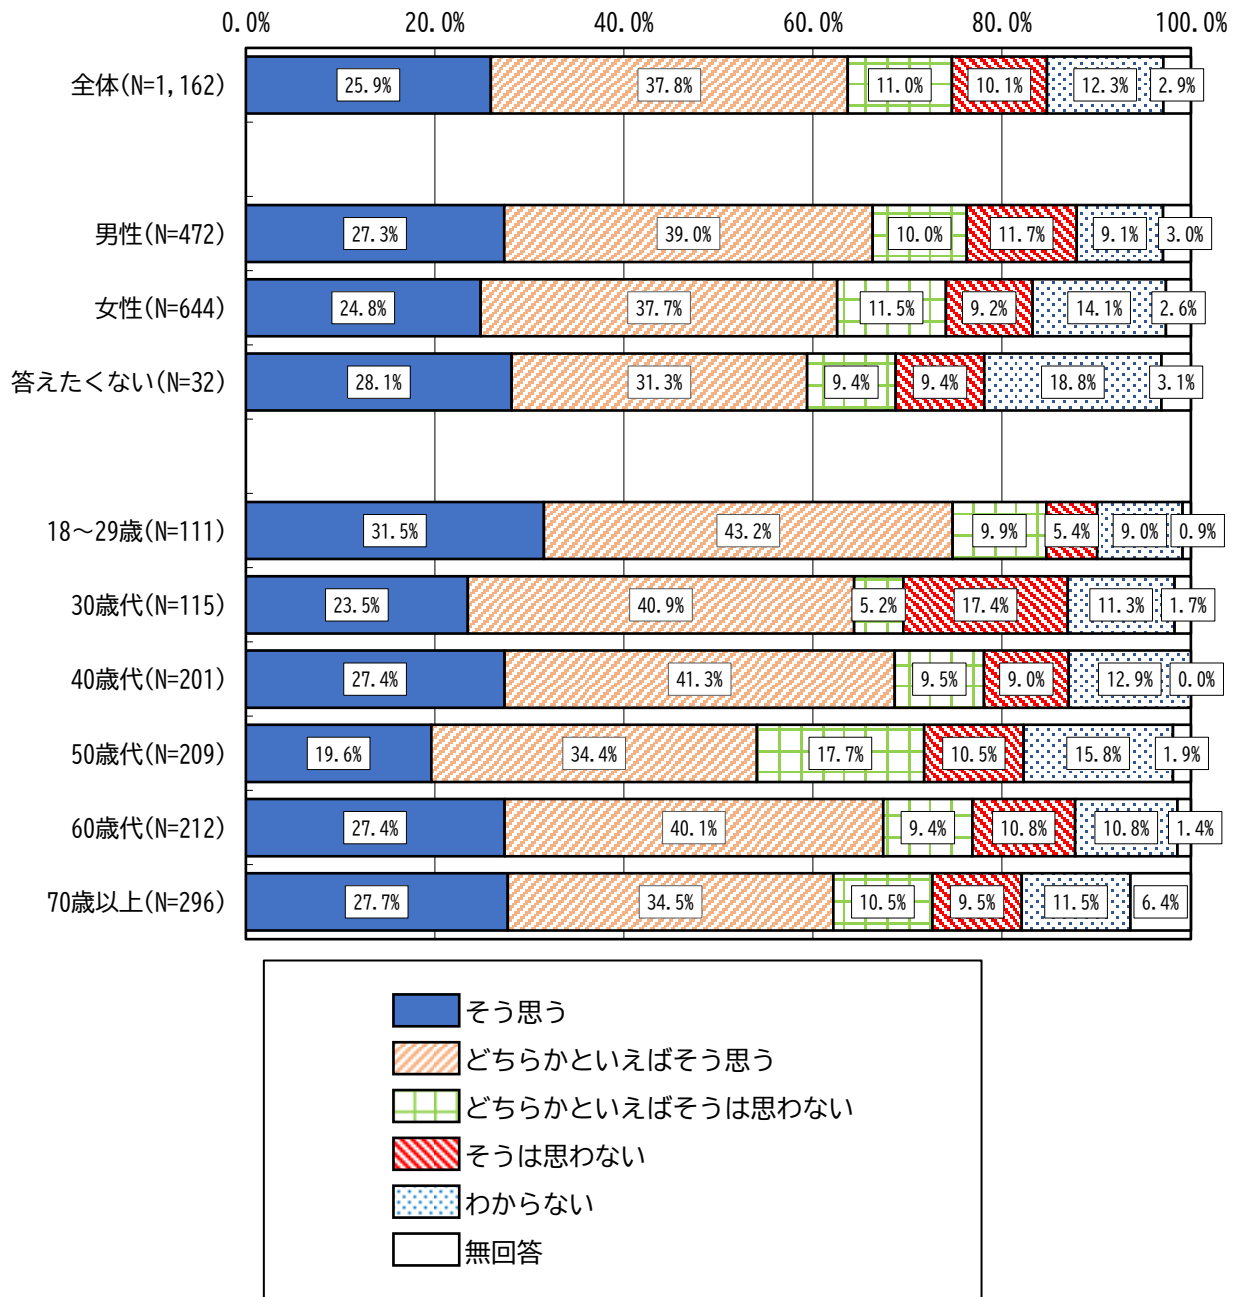 0.0% 20.0% 40.0% 60.0% 80.0% 100.0%
全体(N=1,162) 25.9% 37.8% 11.0% 10.1% 12.3% 2.9%
男性(N=472) 27.3% 39.0% 10.0% 11.7% 9.1% 3.0%
女性(N=644) 24.8% 37.7% 11.5% 9.2% 14.1% 2.6%
答えたくない(N=32) 28.1% 31.3% 9.4% 9.4% 18.8% 3.1%
18～29歳(N=111) 31.5% 43.2% 9.9% 5.4% 9.0% 0.9%
30歳代(N=115) 23.5% 40.9% 5.2% 17.4% 11.3% 1.7%
40歳代(N=201) 27.4% 41.3% 9.5% 9.0% 12.9% 0.0%
50歳代(N=209) 19.6% 34.4% 17.7% 10.5% 15.8% 1.9%
60歳代(N=212) 27.4% 40.1% 9.4% 10.8% 10.8% 1.4%
70歳以上(N=296) 27.7% 34.5% 10.5% 9.5% 11.5% 6.4%
そう思う
どちらかといえばそう思う
どちらかといえばそうは思わない
そうは思わない
わからない
無回答